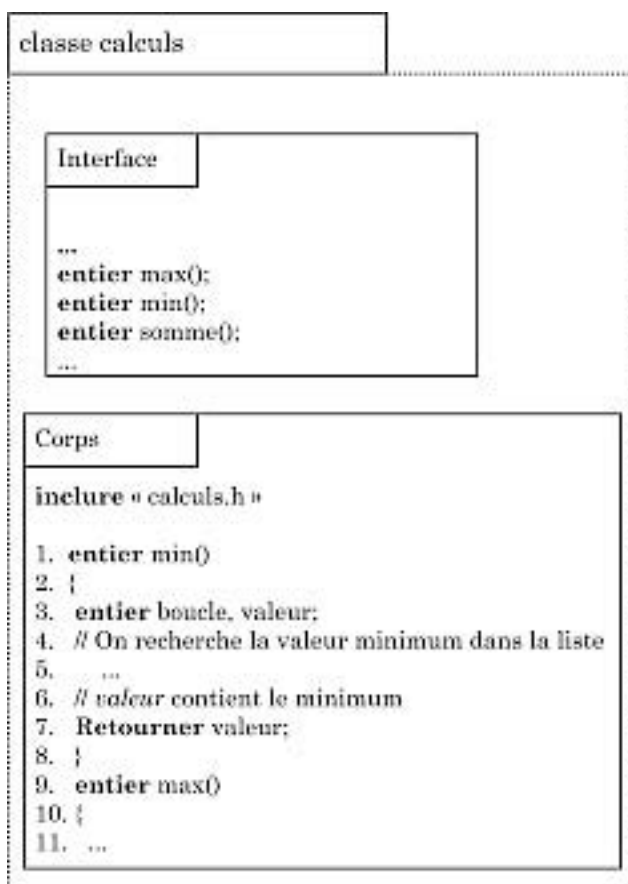 classe calculs
Interface
...
entier max();
entier min();
entier somme();
...
Corps
inclure « calculs.h »
1. entier min()
2. {
3. entier boucle, valeur;
4. // On recherche la valeur minimum dans la liste
5. ...
6. // valeur contient le minimum
7. Retourner valeur;
8. }
9. entier max()
10. {
11. ...